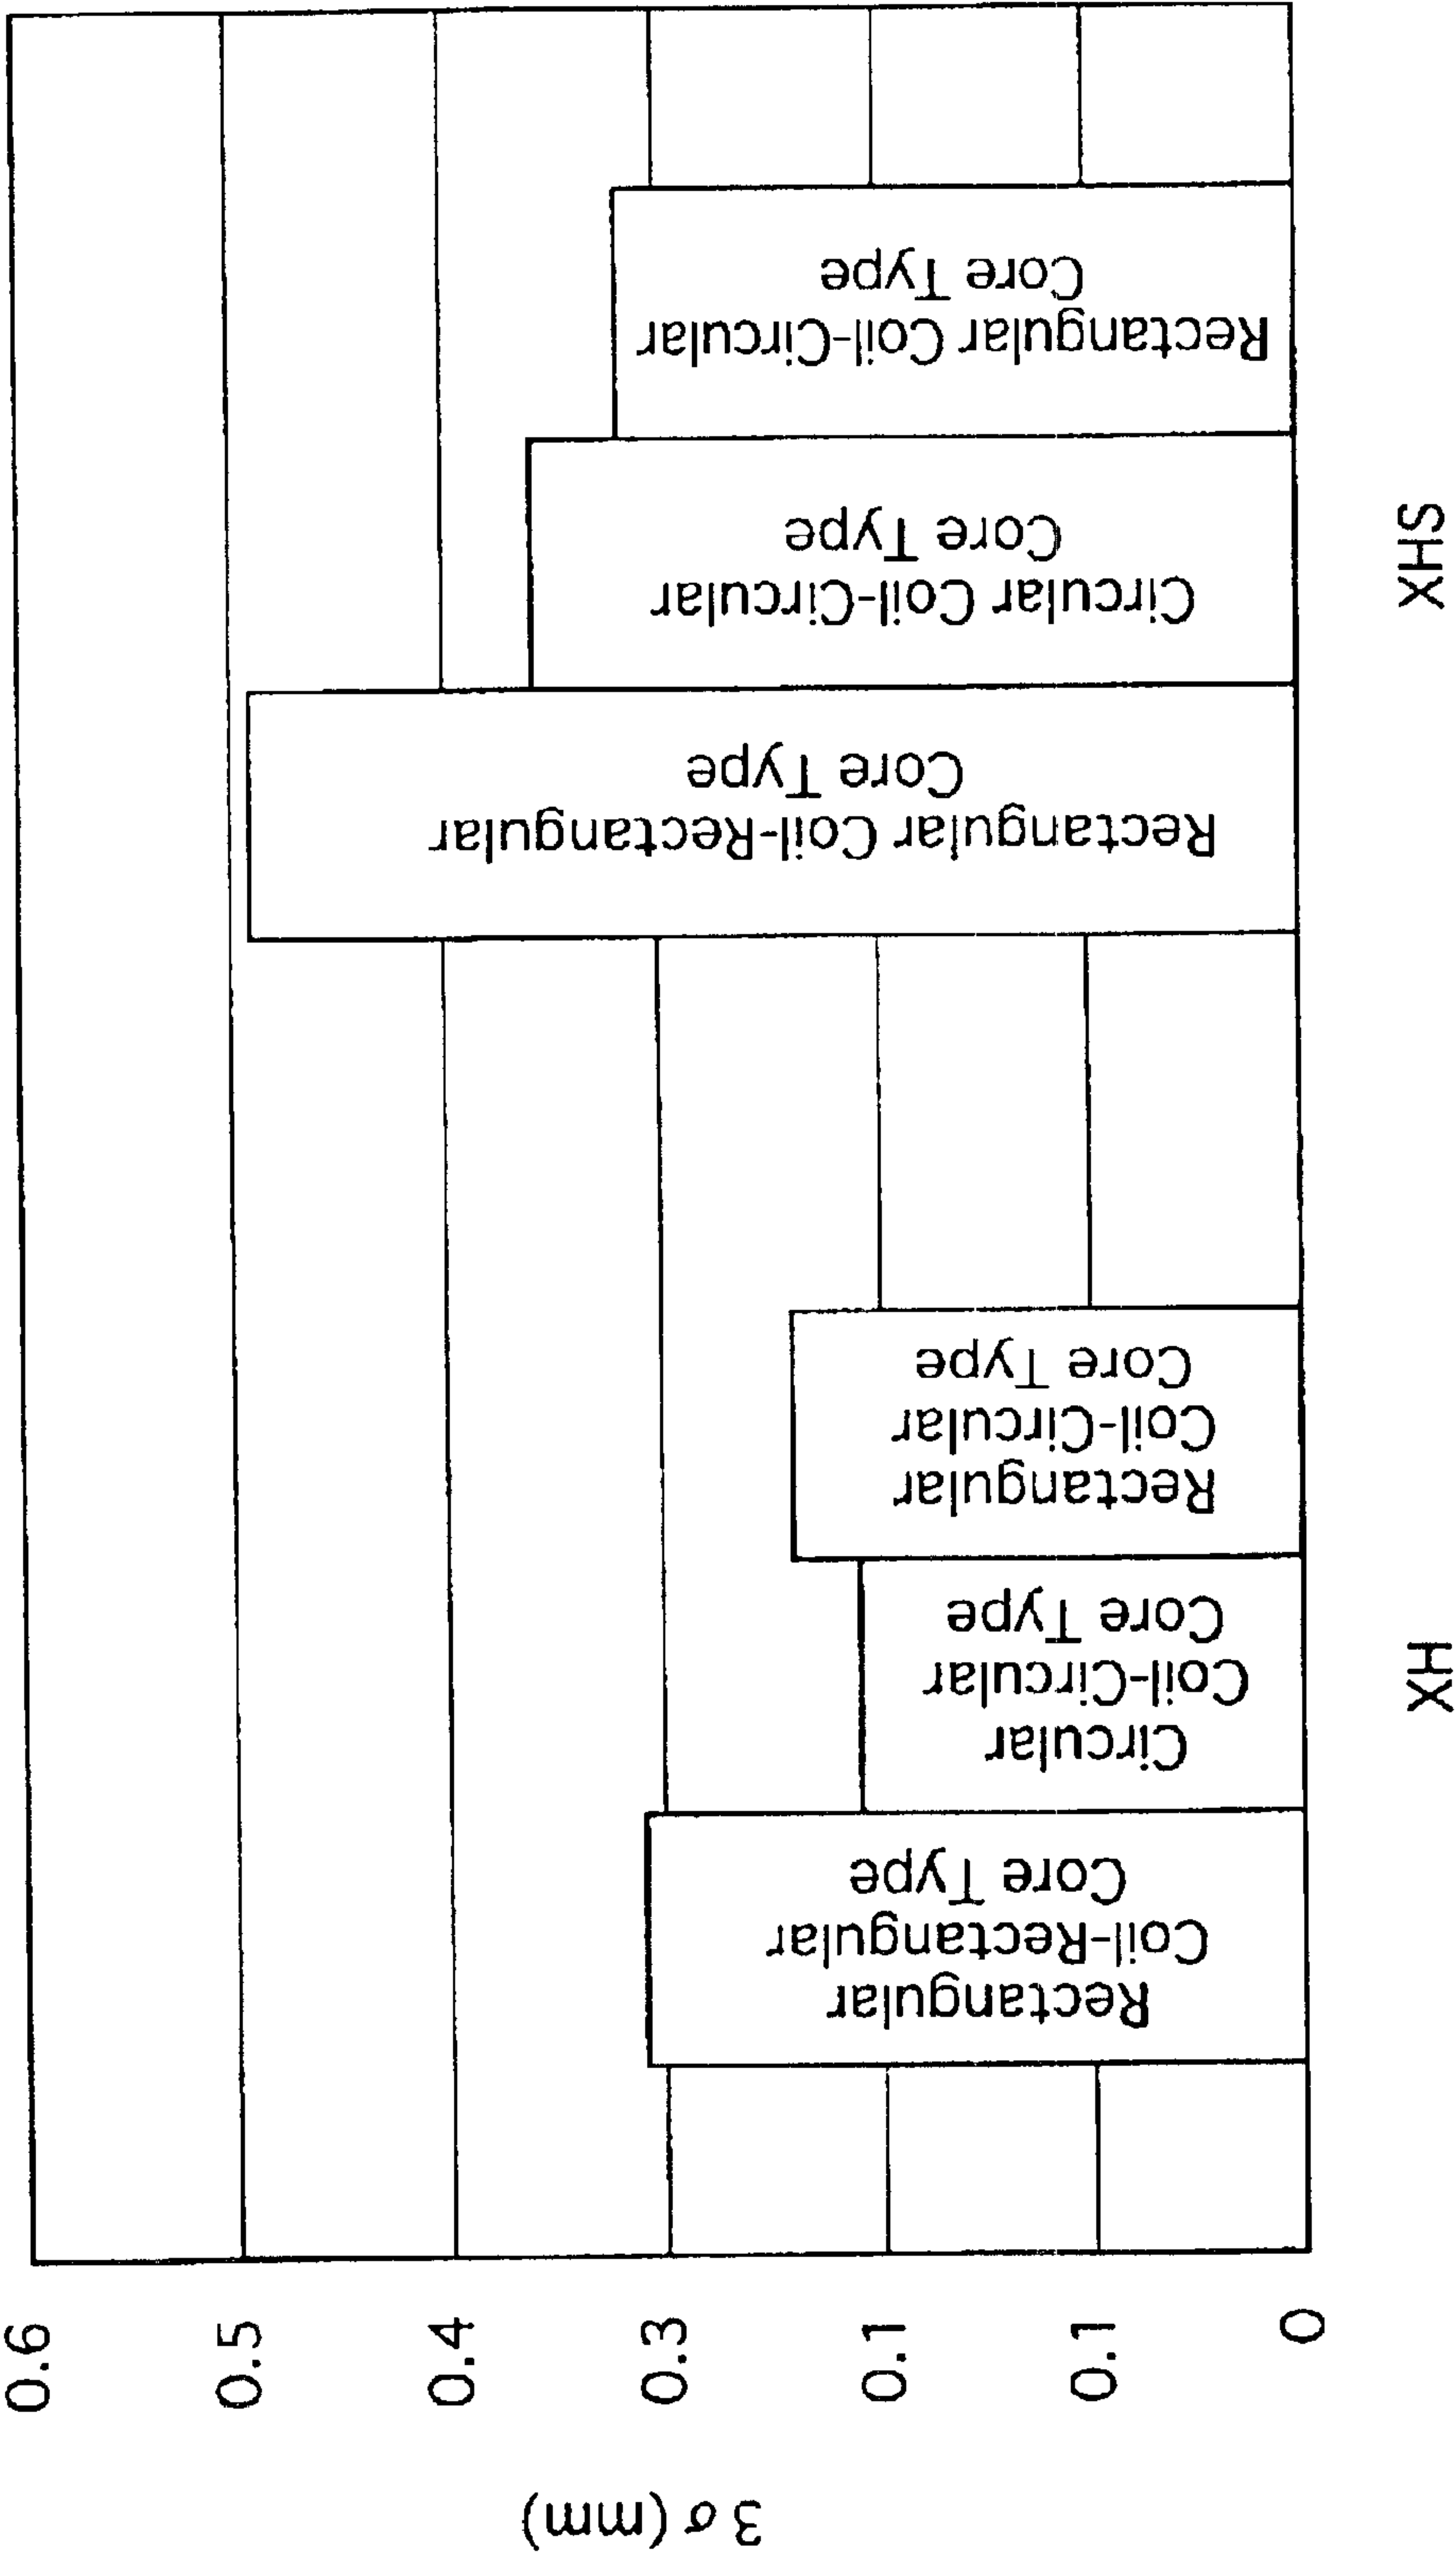 3σ(mm)
0.6
0.5
0.4
0.3
0.1
0.1
0
Rectangular
Coil-Rectangular
Core Type
Circular
Coil-Circular
Core Type
Rectangular
Coil-Circular
Core Type
Rectangular Coil-Rectangular
Core Type
Circular Coil-Circular
Core Type
Rectangular Coil-Circular
Core Type
XH
XHS